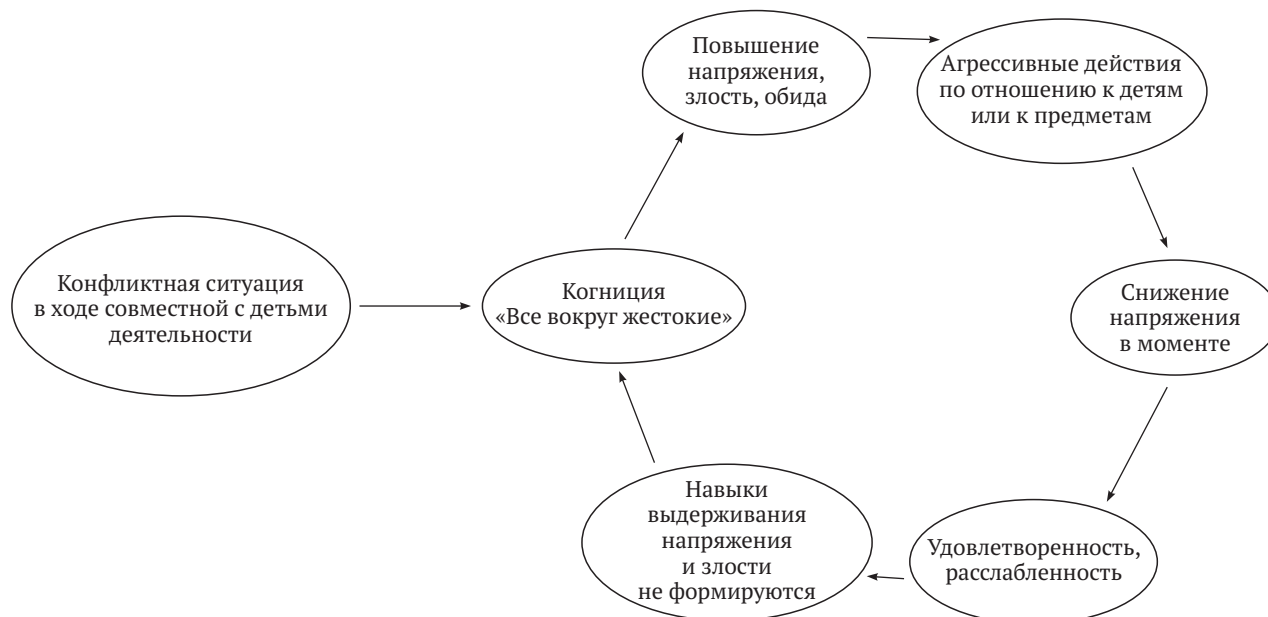 Конфликтная ситуация
в ходе совместной с детьми
деятельности
Когниция
«Все вокруг жестокие»
Повышение
напряжения,
злость, обида
Агрессивные действия
по отношению к детям
или к предметам
Снижение
напряжения
в моменте
Удовлетворенность,
расслабленность
Навыки
выдерживания
напряжения
и злости
не формируются